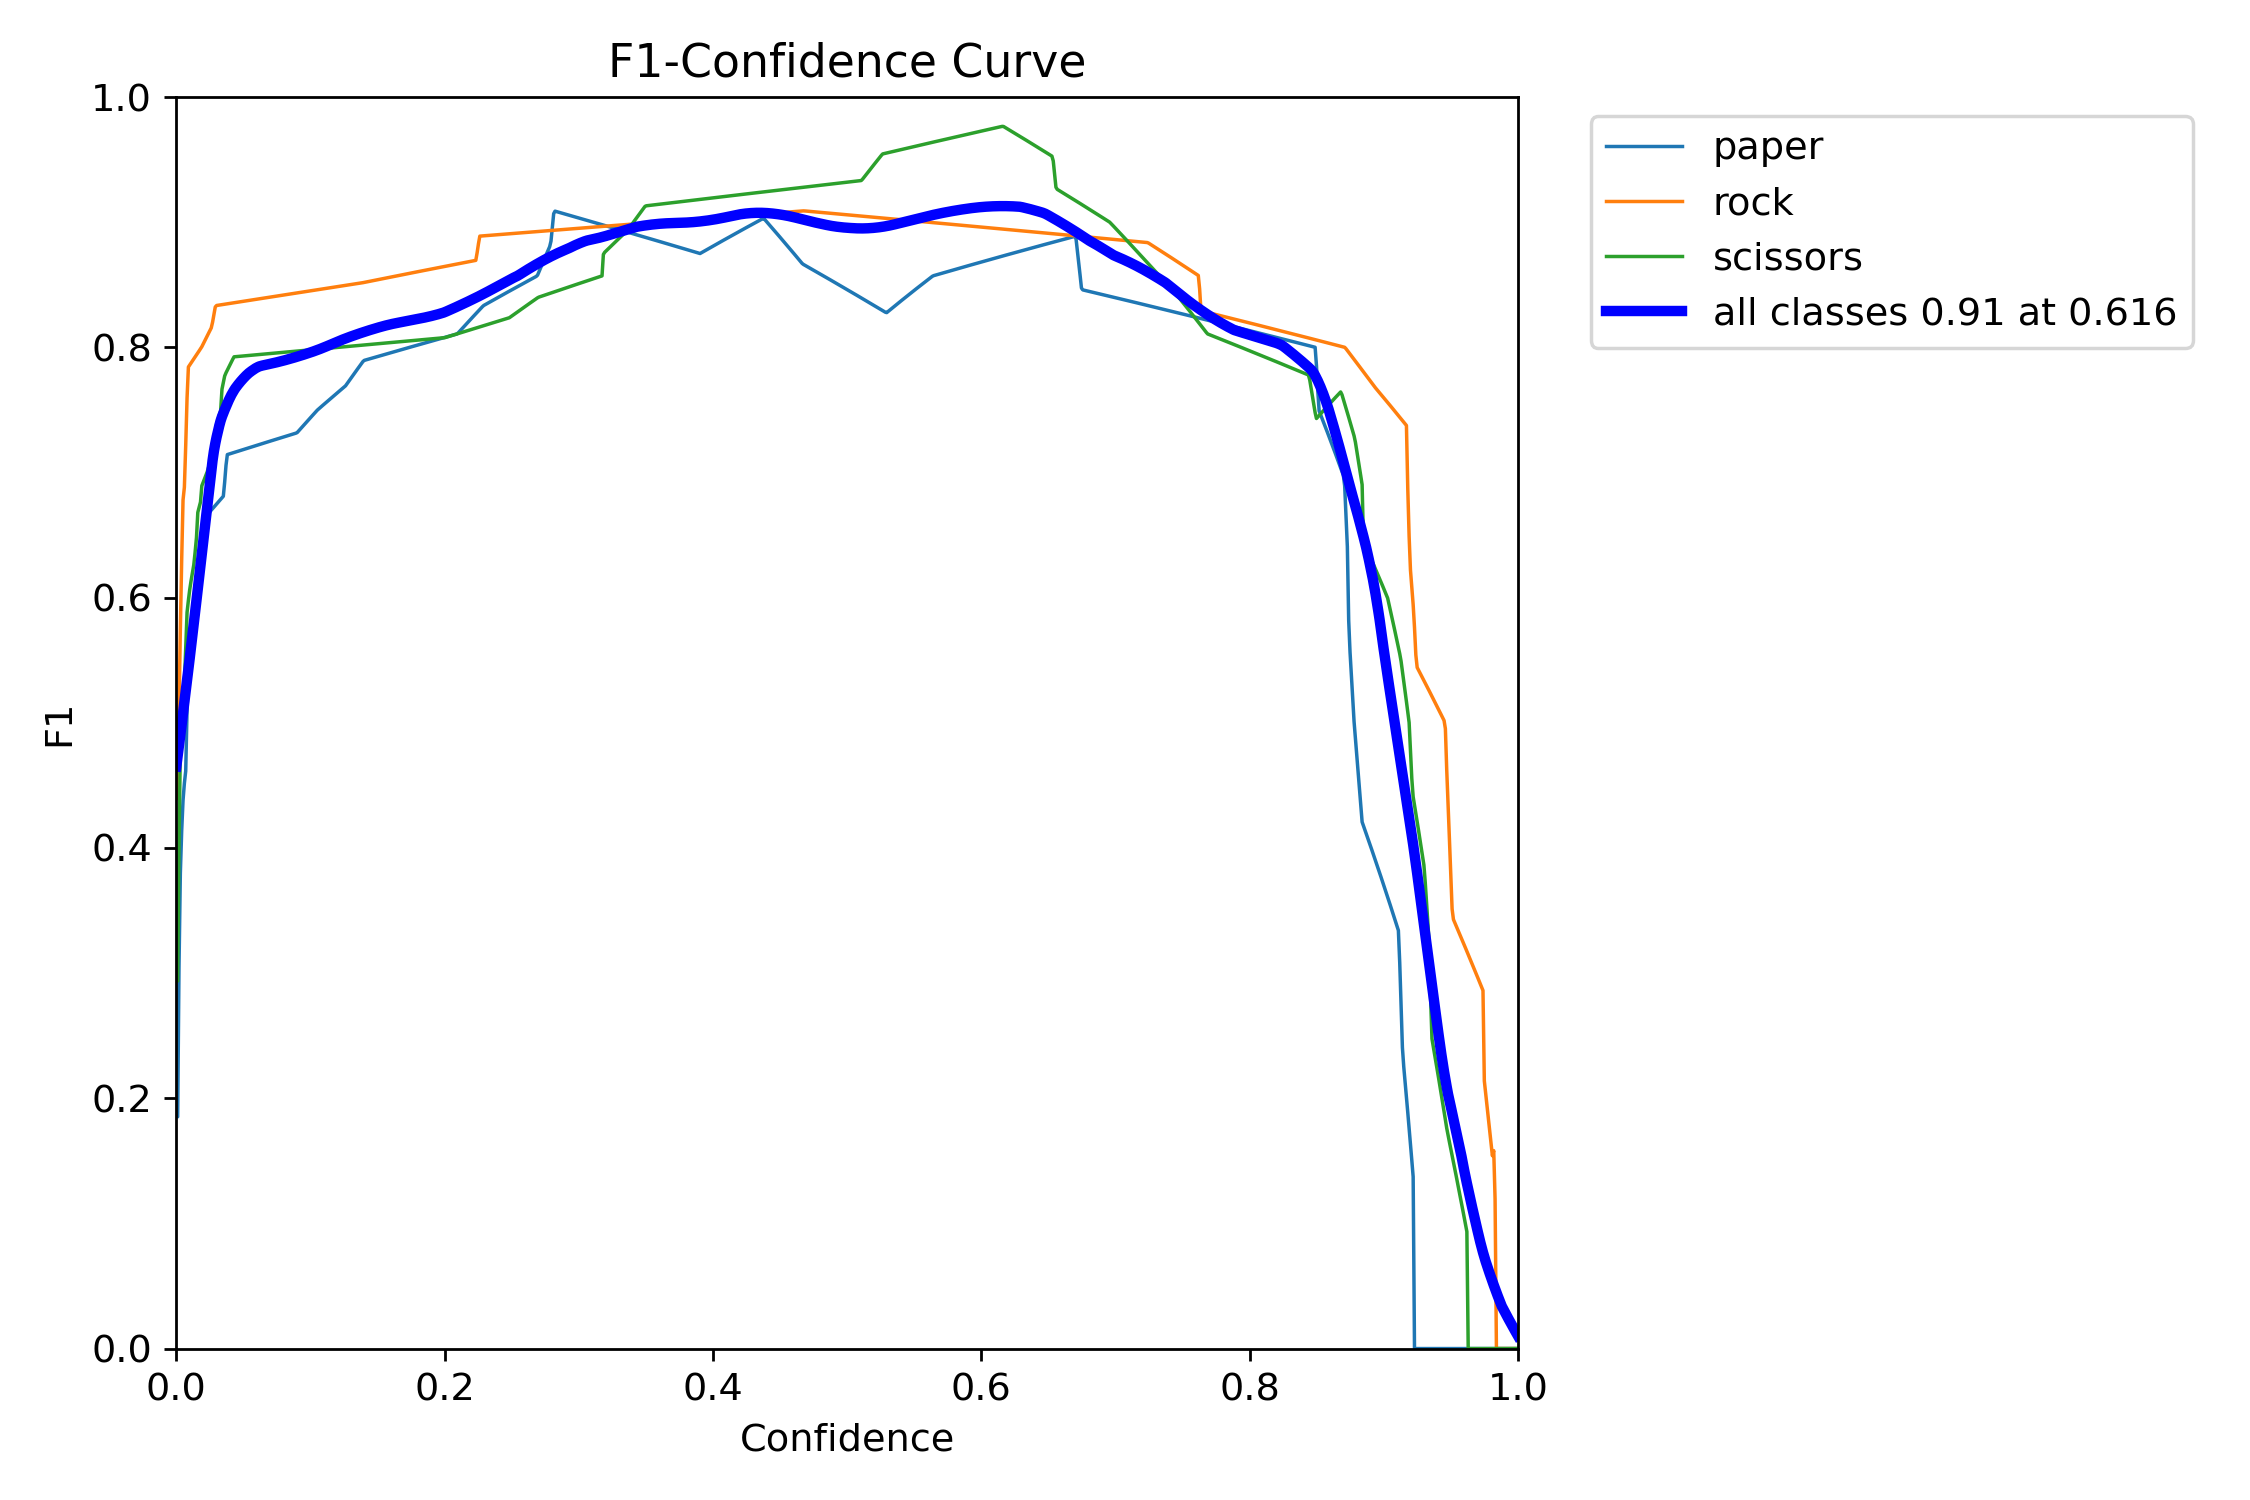 F1-Confidence Curve
1.0
0.8
0.6
0.4
0.2
0.0
F1
0.0 0.2 0.4 0.6 0.8 1.0
Confidence
paper
rock
scissors
all classes 0.91 at 0.616